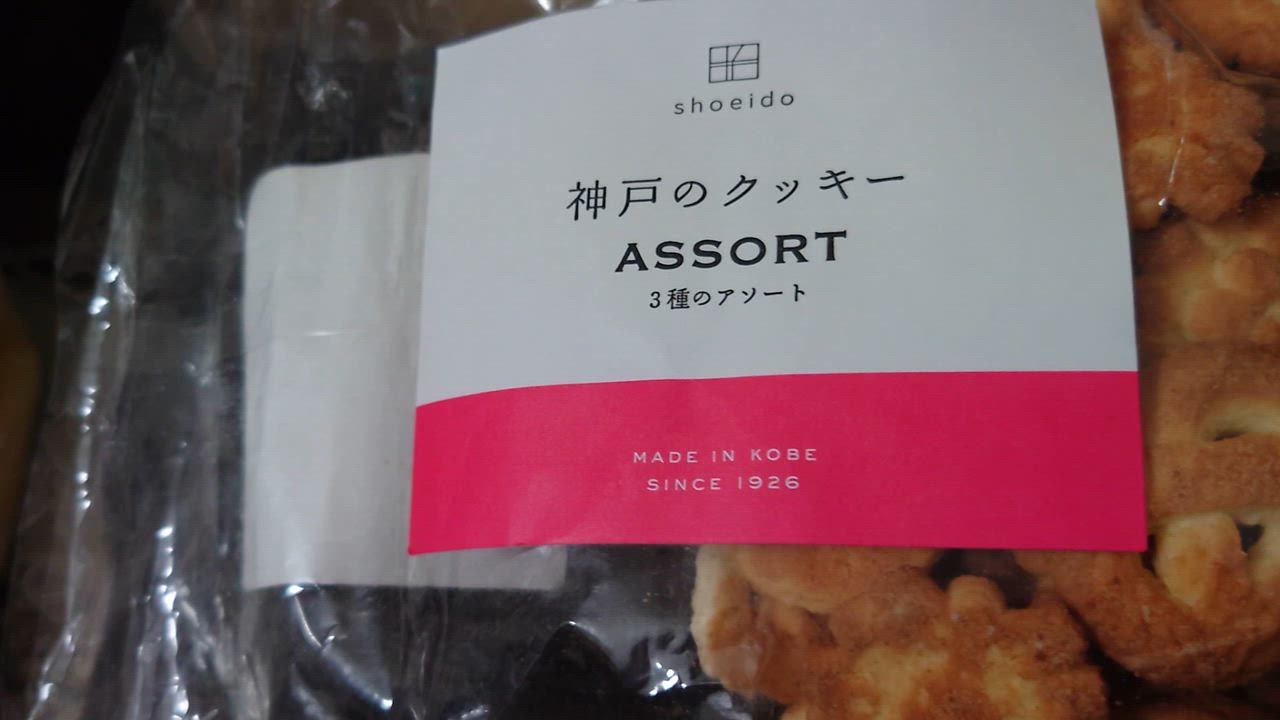 shoeido
神戸のクッキー
ASSORT
3種のアソート
MADE IN KOBE
SINCE 1926